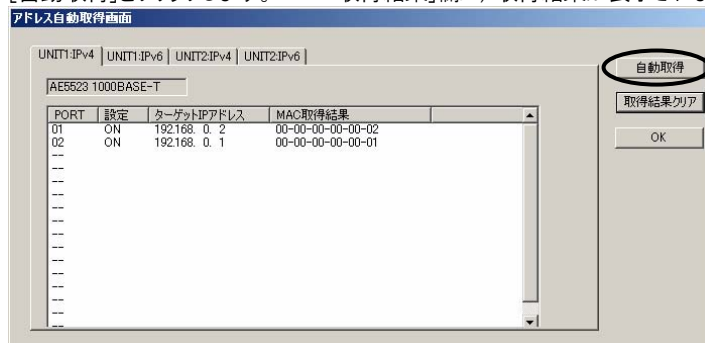 アドレス自動取得画面
UNIT1:IPv4 UNIT1:IPv6 UNIT2:IPv4 UNIT2:IPv6
自動取得
AE5523 1000BASE-T
取得結果クリア
PORT 設定 ターゲットIPアドレス MAC取得結果
01 ON 192.168. 0. 2 00-00-00-00-00-02
02 ON 192.168. 0. 1 00-00-00-00-00-01
OK
--
--
--
--
--
--
--
--
--
--
--
--
--
--